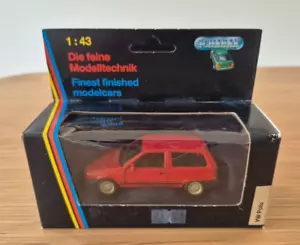 1:43
Die feine
Modelltechnik
Finest finished
modelcars
VW Polo